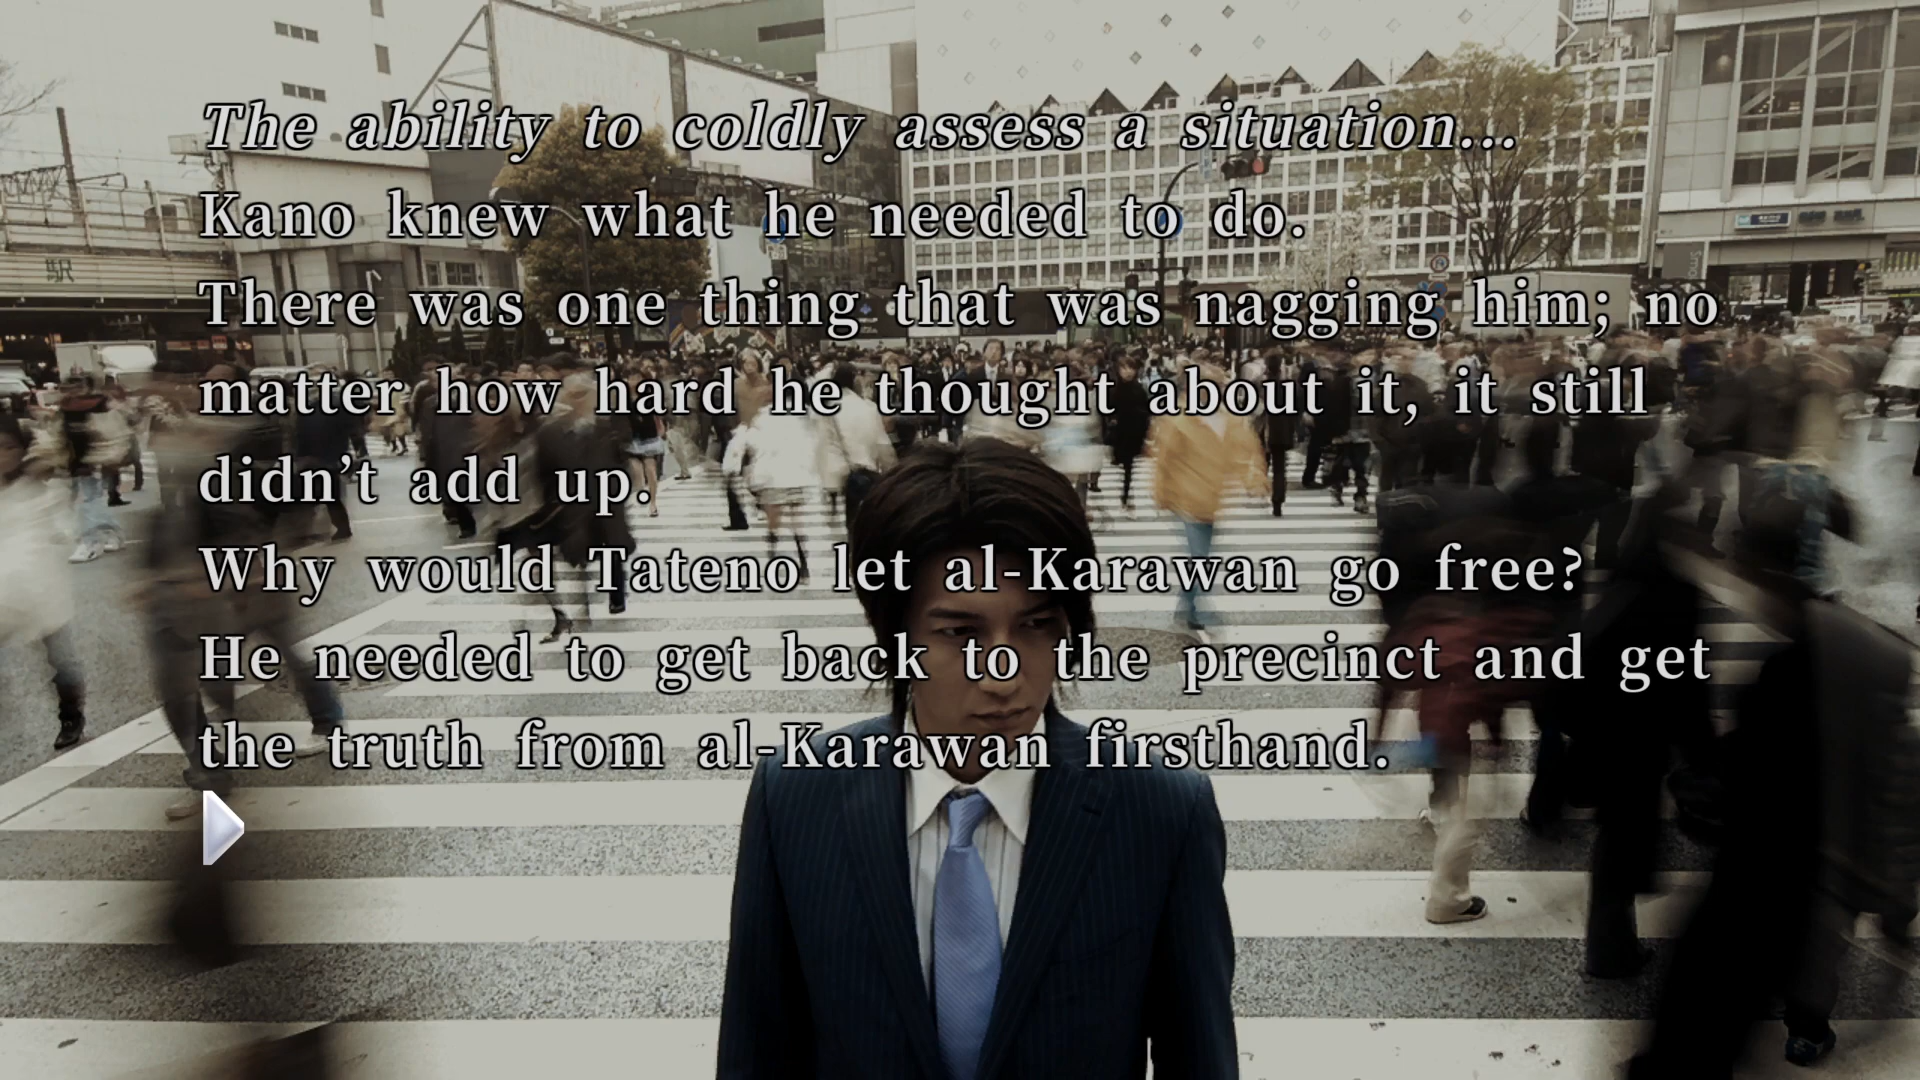 The ability to coldly assess a situation...
Kano knew what he needed to do.
There was one thing that was nagging him; no
matter how hard he thought about it, it still
didn’t add up.
Why would Tateno let al-Karawan go free?
He needed to get back to the precinct and get
the truth from al-Karawan firsthand.
駅